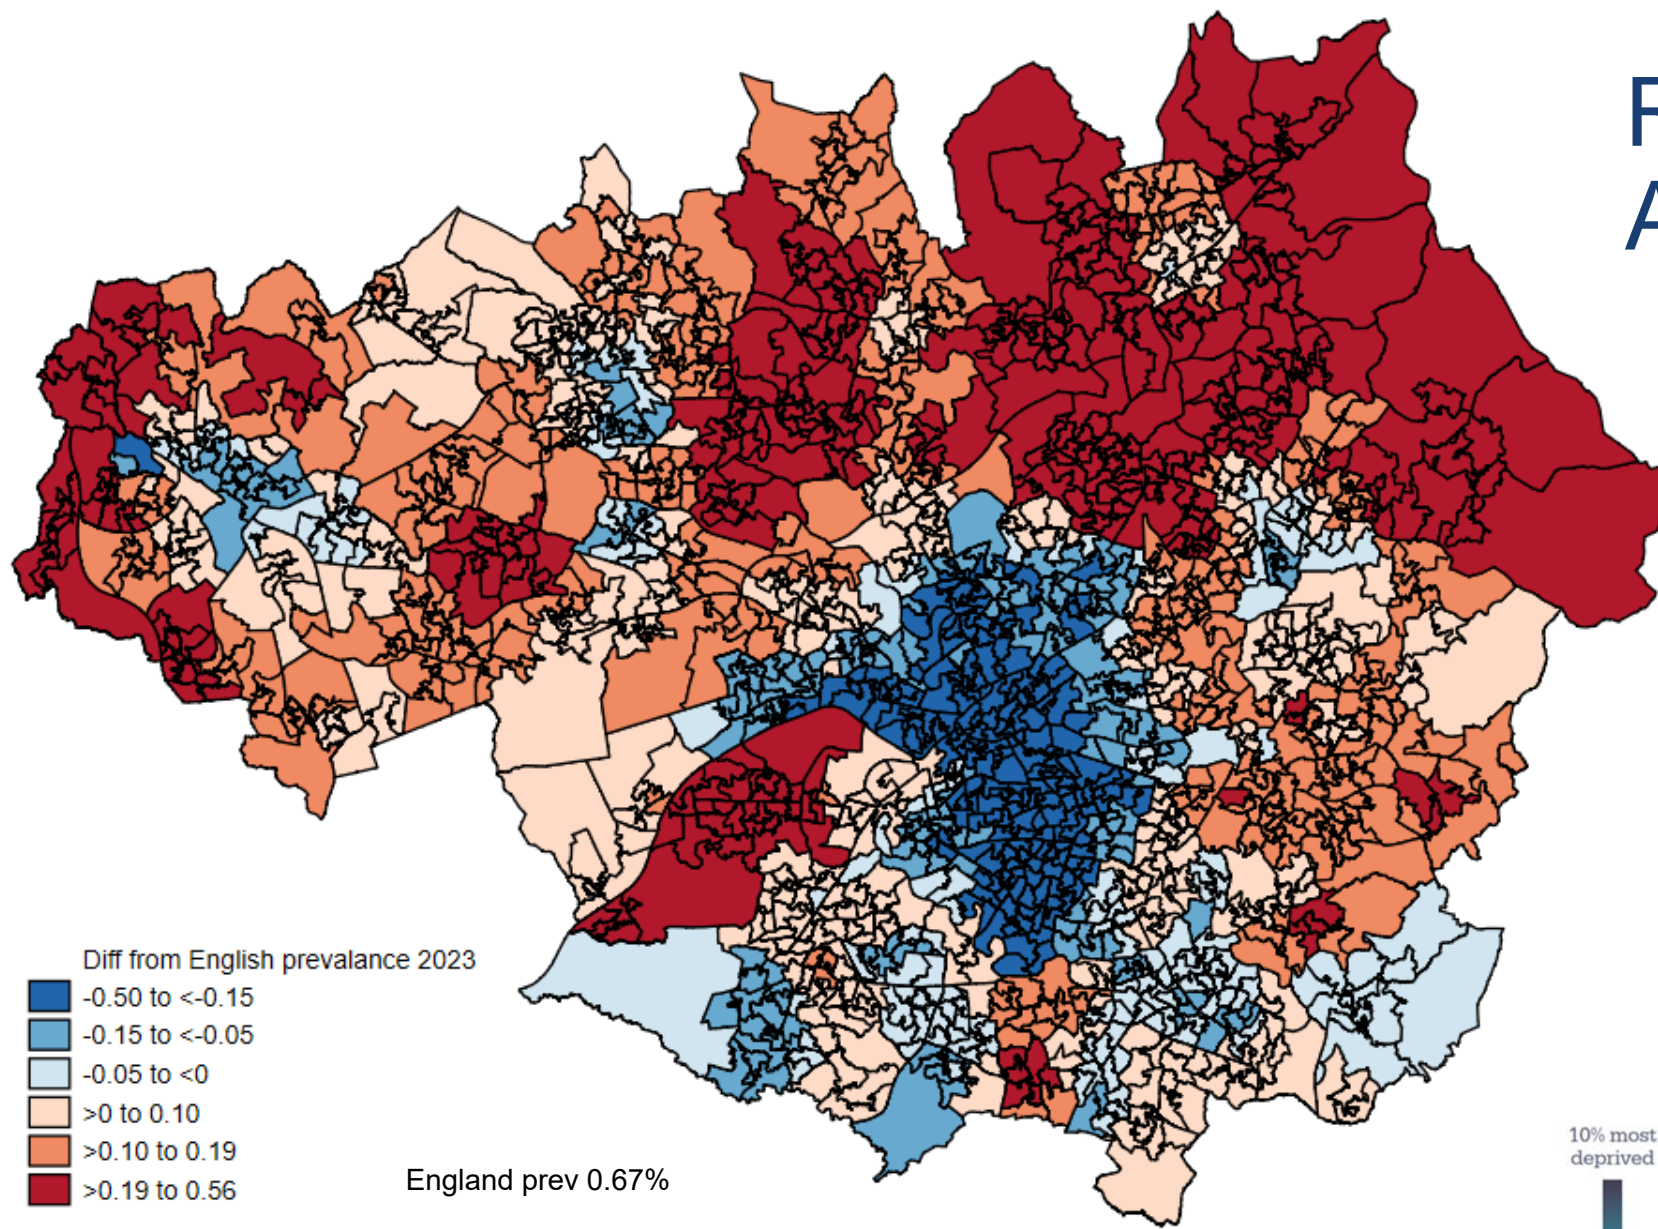 R
A
Diff from English prevalance 2023
-0.50 to <-0.15
-0.15 to <-0.05
-0.05 to <0
>0 to 0.10
>0.10 to 0.19
>0.19 to 0.56
England prev 0.67%
10% most
deprived